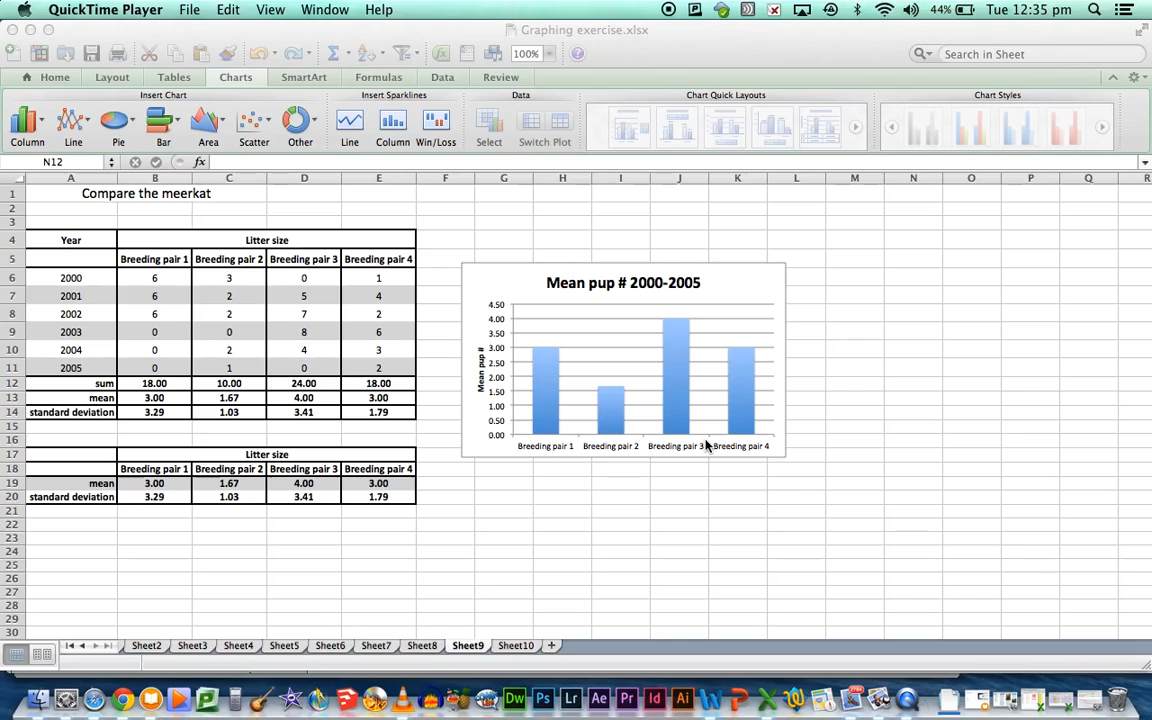 QuickTime Player File Edit View Window Help 44% Tue 12:35 pm
Graphing exercise.xlsx
100% Search in Sheet
Home Layout Tables Charts SmartArt Formulas Data Review
Insert Chart Insert Sparklines Data Chart Quick Layouts Chart Styles
Column Line Pie Bar Area Scatter Other Line Column Win/Loss Select Switch Plot
N12 fx
A B C D E F G H I J K L M N O P Q R
1 Compare the meerkat
2
3
4 Year Litter size
5 Breeding pair 1 Breeding pair 2 Breeding pair 3 Breeding pair 4
6 2000 6 3 0 1
7 2001 6 2 5 4
8 2002 6 2 7 2
9 2003 0 0 8 6
10 2004 0 2 4 3
11 2005 0 1 0 2
12 sum 18.00 10.00 24.00 18.00
13 mean 3.00 1.67 4.00 3.00
14 standard deviation 3.29 1.03 3.41 1.79
15
16
17 Litter size
18 Breeding pair 1 Breeding pair 2 Breeding pair 3 Breeding pair 4
19 mean 3.00 1.67 4.00 3.00
20 standard deviation 3.29 1.03 3.41 1.79
21
22
23
24
25
26
27
28
29
30
Mean pup # 2000-2005
Mean pup #
4.50
4.00
3.50
3.00
2.50
2.00
1.50
1.00
0.50
0.00
Breeding pair 1 Breeding pair 2 Breeding pair 3 Breeding pair 4
Sheet2 Sheet3 Sheet4 Sheet5 Sheet6 Sheet7 Sheet8 Sheet9 Sheet10 +
Dw Ps Lr Ae Pr Id Ai